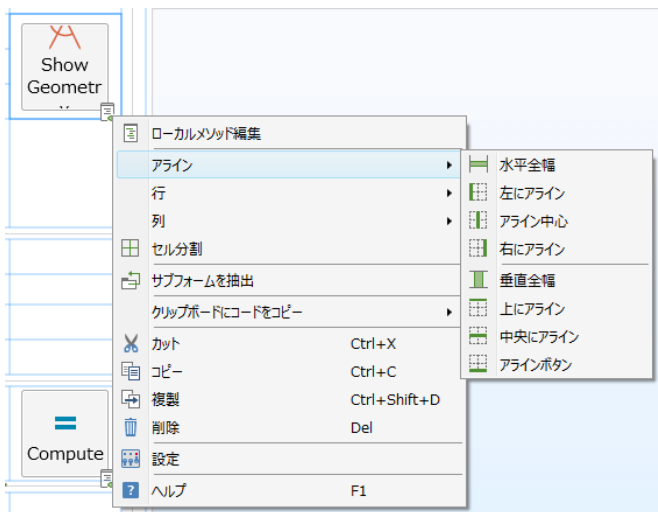 Show
Geometr
ローカルメソッド編集
アライン
行
列
セル分割
サブフォームを抽出
クリップボードにコードをコピー
カット Ctrl+X
コピー Ctrl+C
複製 Ctrl+Shift+D
削除 Del
設定
ヘルプ F1
水平全幅
左にアライン
アライン中心
右にアライン
垂直全幅
上にアライン
中央にアライン
アラインボタン
Compute